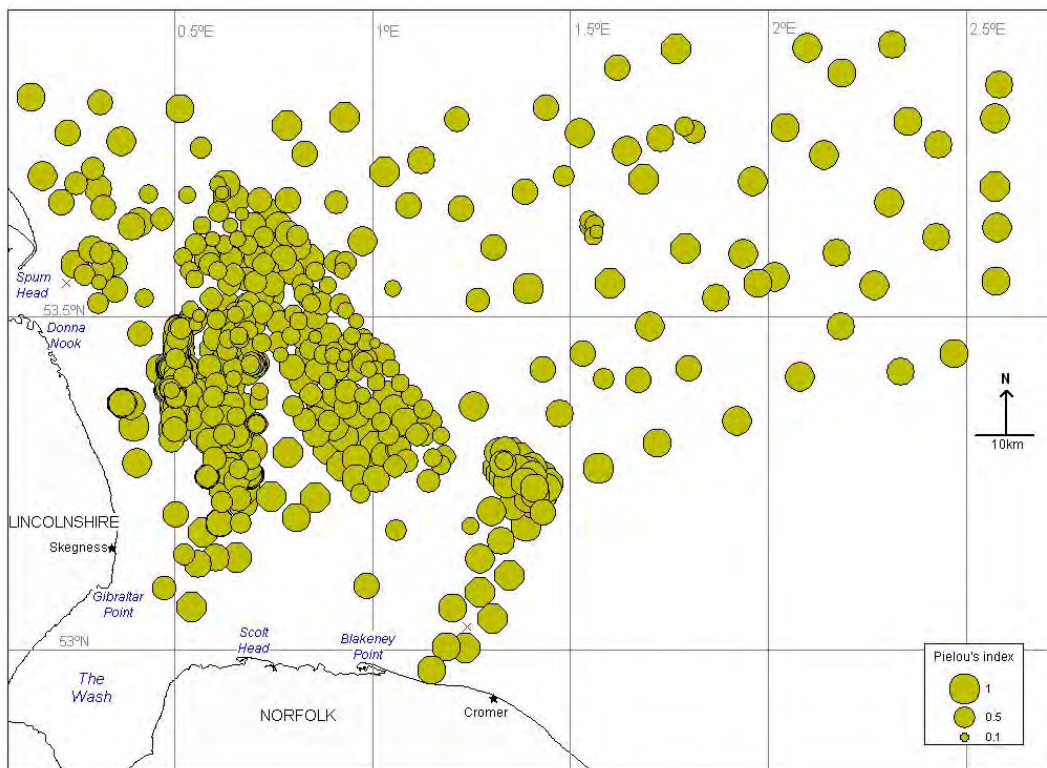 0.5ºE
1ºE
1.5ºE
2ºE
2.5ºE
Spurn
Head
53.5ºN
Donna
Nook
N
10km
LINCOLNSHIRE
Skegness
Gibraltar
Point
53ºN
Scolt
Head
Blakeney
Point
The
Wash
NORFOLK
Cromer
Pielou's index
1
0.5
0.1